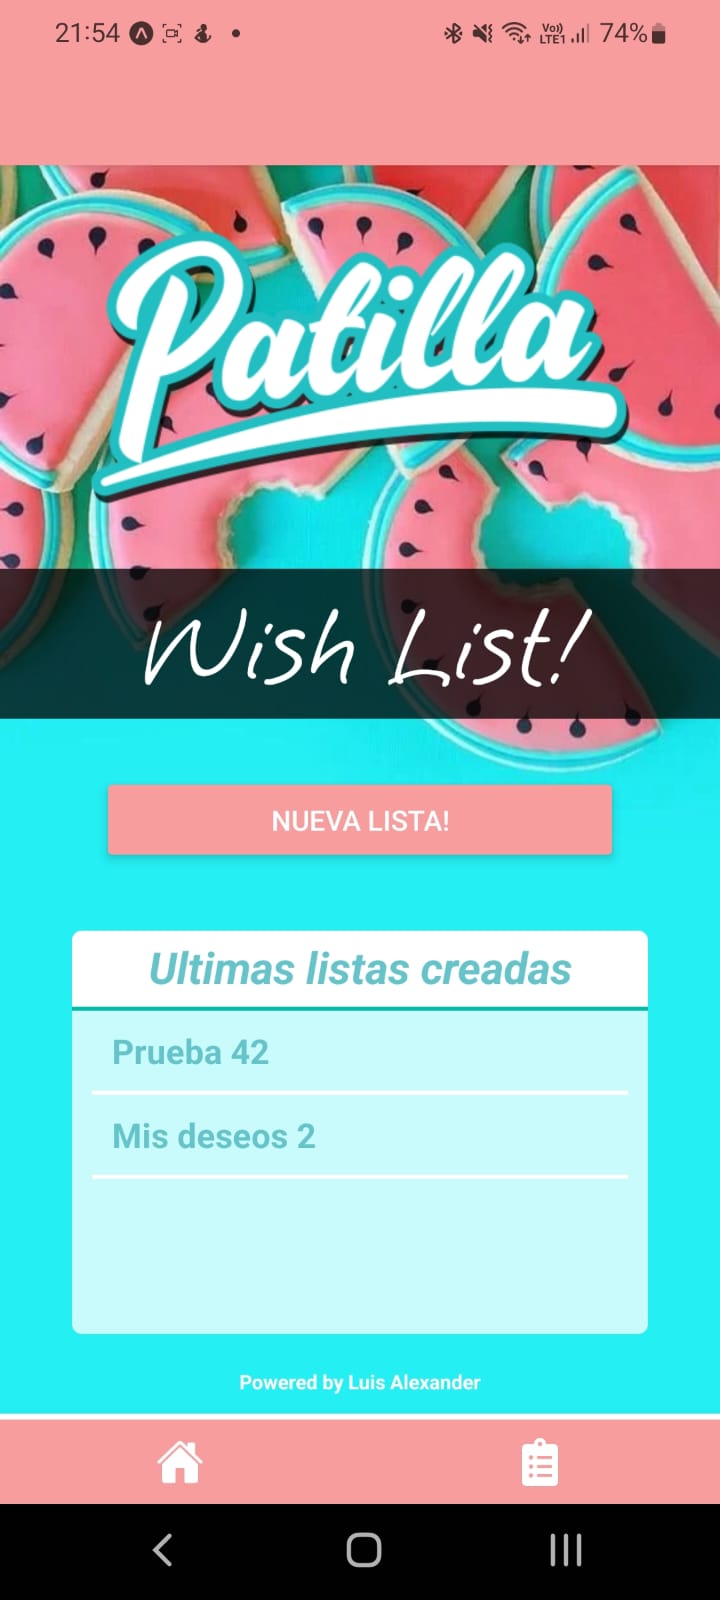 21:54
Vo))
LTE1
74%
Patilla
Wish List!
NUEVA LISTA!
Ultimas listas creadas
Prueba 42
Mis deseos 2
Powered by Luis Alexander